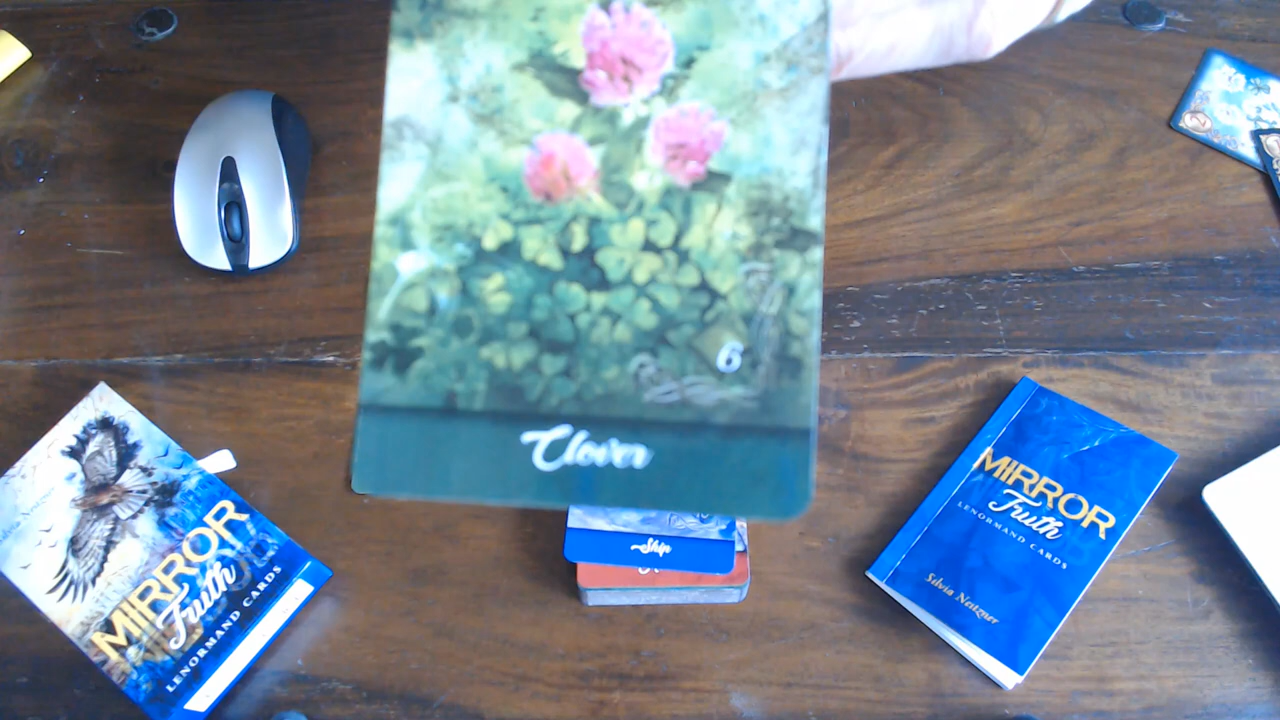 6
Clover
Ship
MIRROR
Truth
LENORMAND CARDS
MIRROR
Truth
LENORMAND CARDS
Silvia Neitzner